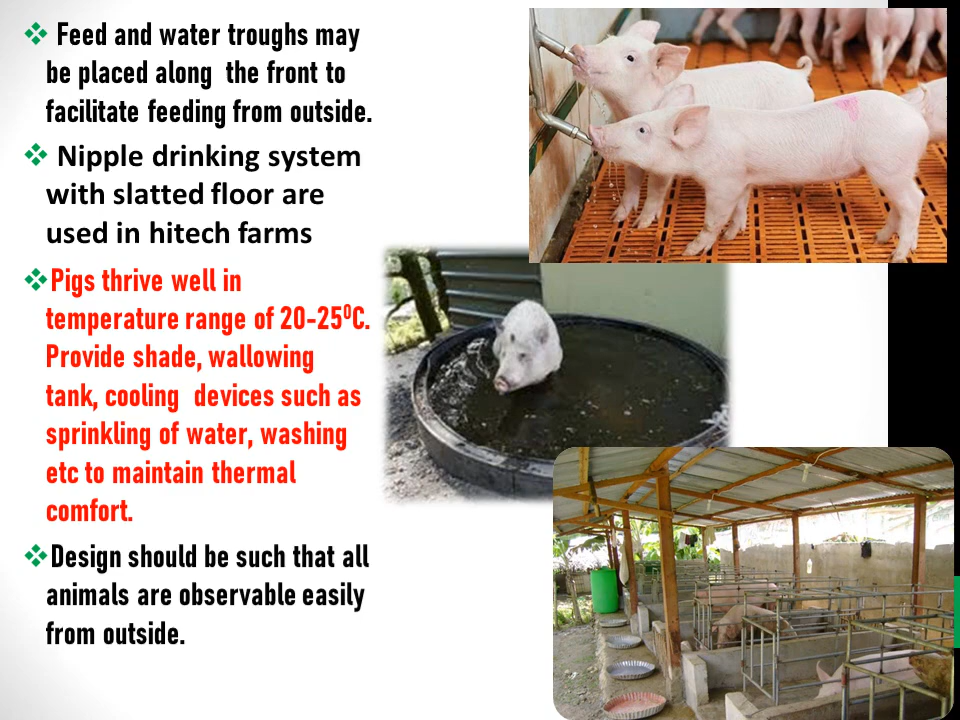 ❖ Feed and water troughs may
be placed along the front to
facilitate feeding from outside.
❖ Nipple drinking system
with slatted floor are
used in hitech farms
❖Pigs thrive well in
temperature range of 20-25⁰C.
Provide shade, wallowing
tank, cooling devices such as
sprinkling of water, washing
etc to maintain thermal
comfort.
❖Design should be such that all
animals are observable easily
from outside.